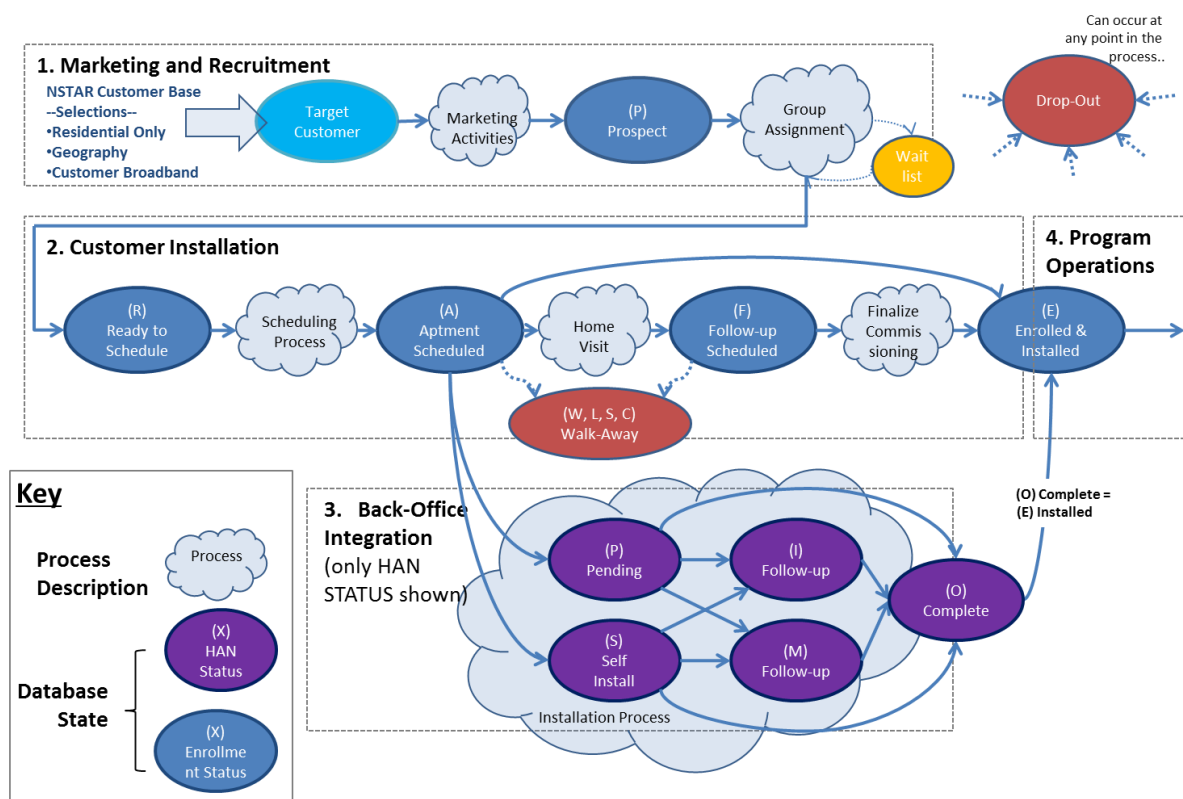 Can occur at
any point in the
process..
Drop-Out
1. Marketing and Recruitment
NSTAR Customer Base
--Selections--
•Residential Only
•Geography
•Customer Broadband
Target
Customer
Marketing
Activities
(P)
Prospect
Group
Assignment
Wait
list
2. Customer Installation
4. Program
Operations
(R)
Ready to
Schedule
Scheduling
Process
(A)
Aptment
Scheduled
Home
Visit
(F)
Follow-up
Scheduled
Finalize
Commis
sioning
(E)
Enrolled &
Installed
(W, L, S, C)
Walk-Away
Key
Process
Description
Process
(X)
HAN
Status
Database
State
(X)
Enrollme
nt Status
3. Back-Office
Integration
(only HAN
STATUS shown)
(P)
Pending
(I)
Follow-up
(S)
Self
Install
(M)
Follow-up
(O)
Complete
Installation Process
(O) Complete =
(E) Installed